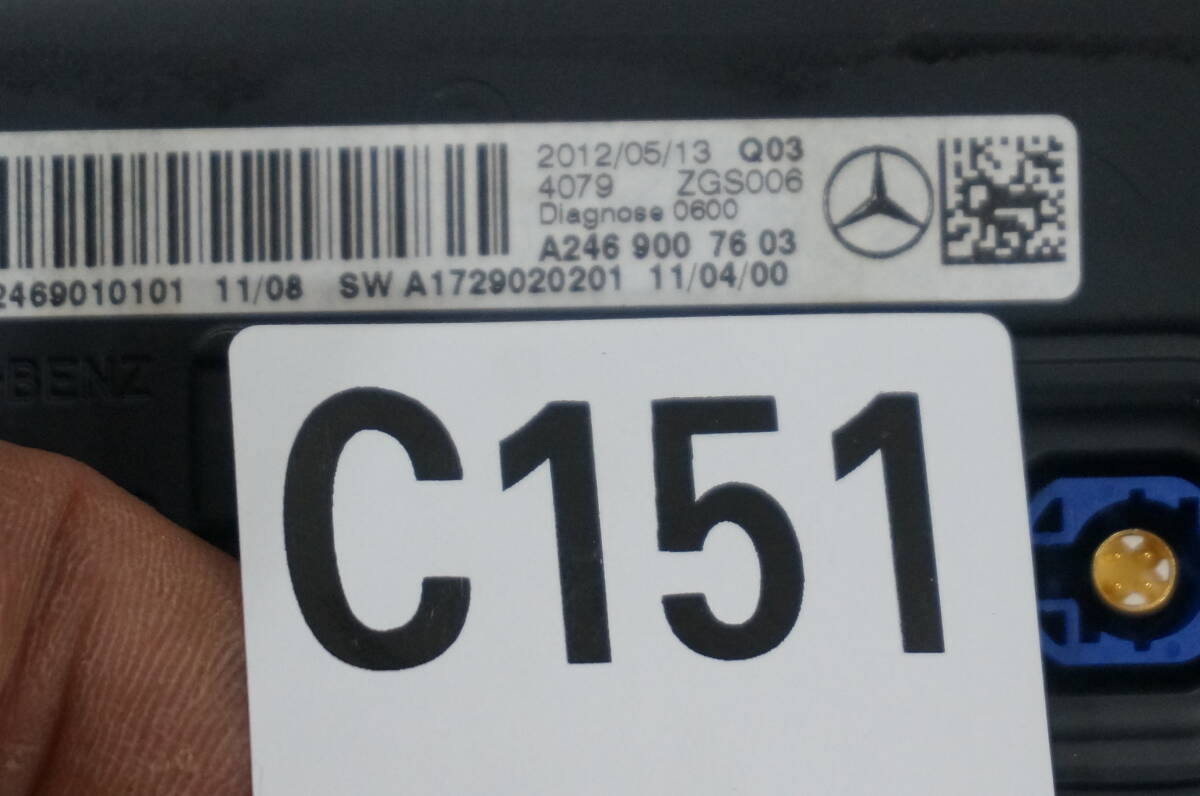 2012/05/13 Q03
4079 ZGS006
Diagnose 0600
A246 900 76 03
2469010101 11/08 SW A1729020201 11/04/00
-BENZ
C151